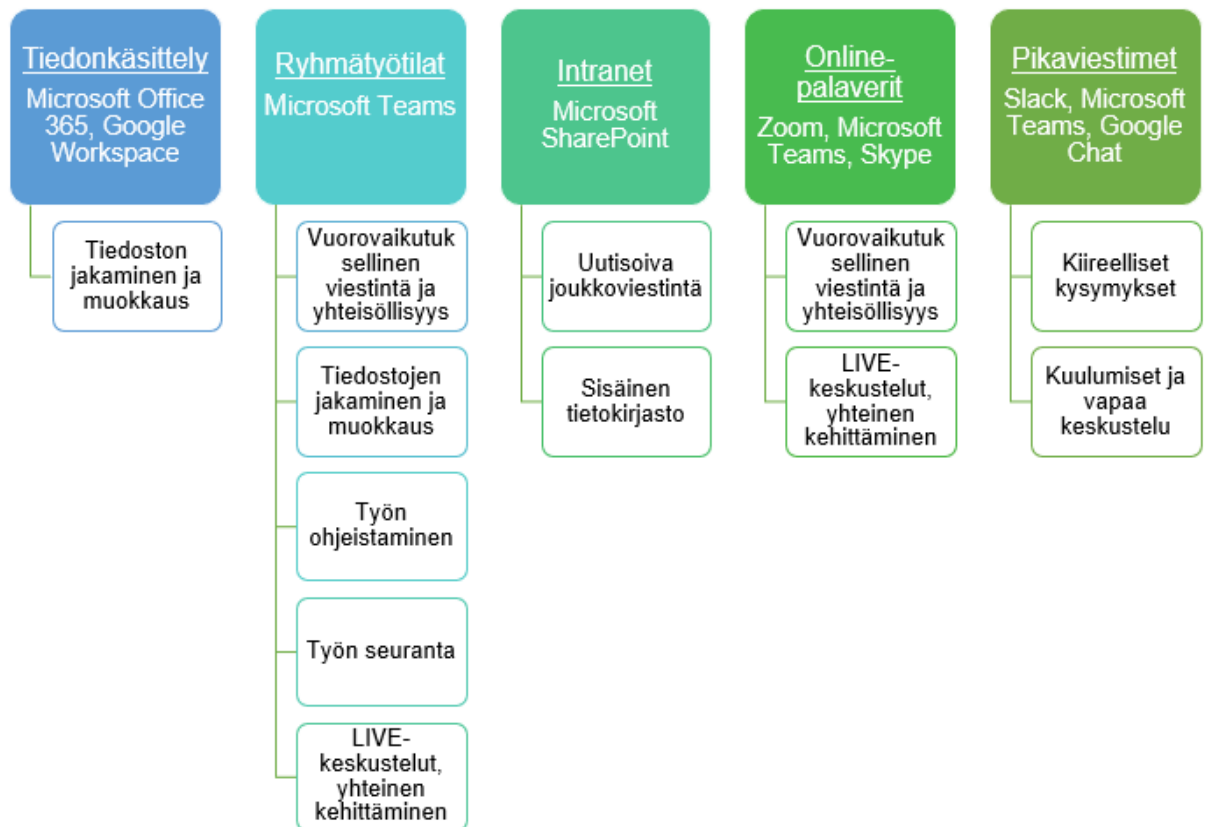 Tiedonkäsittely
Microsoft Office
365, Google
Workspace
Tiedoston
jakaminen ja
muokkaus
Ryhmätyötilat
Microsoft Teams
Vuorovaikutuk
sellinen
viestintä ja
yhteisöllisyys
Tiedostojen
jakaminen ja
muokkaus
Työn
ohjeistaminen
Työn seuranta
LIVE-
keskustelut,
yhteinen
kehittäminen
Intranet
Microsoft
SharePoint
Uutisoiva
joukkoviestintä
Sisäinen
tietokirjasto
Online-
palaverit
Zoom, Microsoft
Teams, Skype
Vuorovaikutuk
sellinen
viestintä ja
yhteisöllisyys
LIVE-
keskustelut,
yhteinen
kehittäminen
Pikaviestimet
Slack, Microsoft
Teams, Google
Chat
Kiireelliset
kysymykset
Kuulumiset ja
vapaa
keskustelu